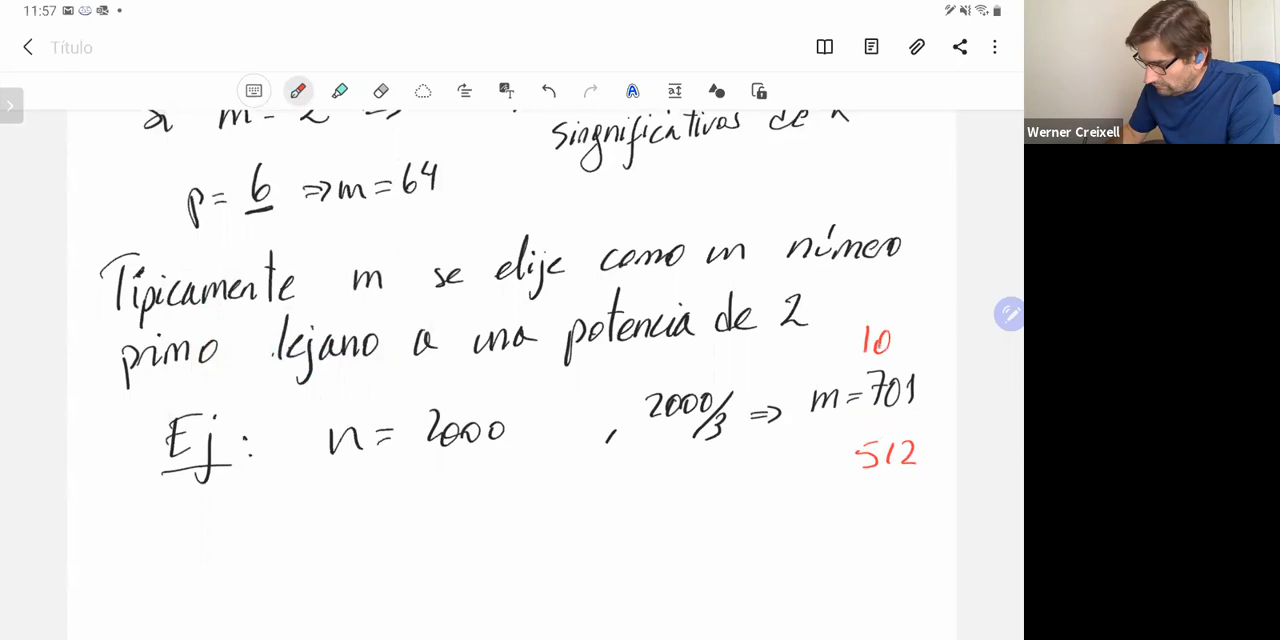 11:57
Título
Werner Creixell
singnificativos de
p = 6 => m = 64
Típicamente m se elije como un número
primo lejano a una potencia de 2
10
Ej: n = 2000 , 2000/3 => m = 701
512